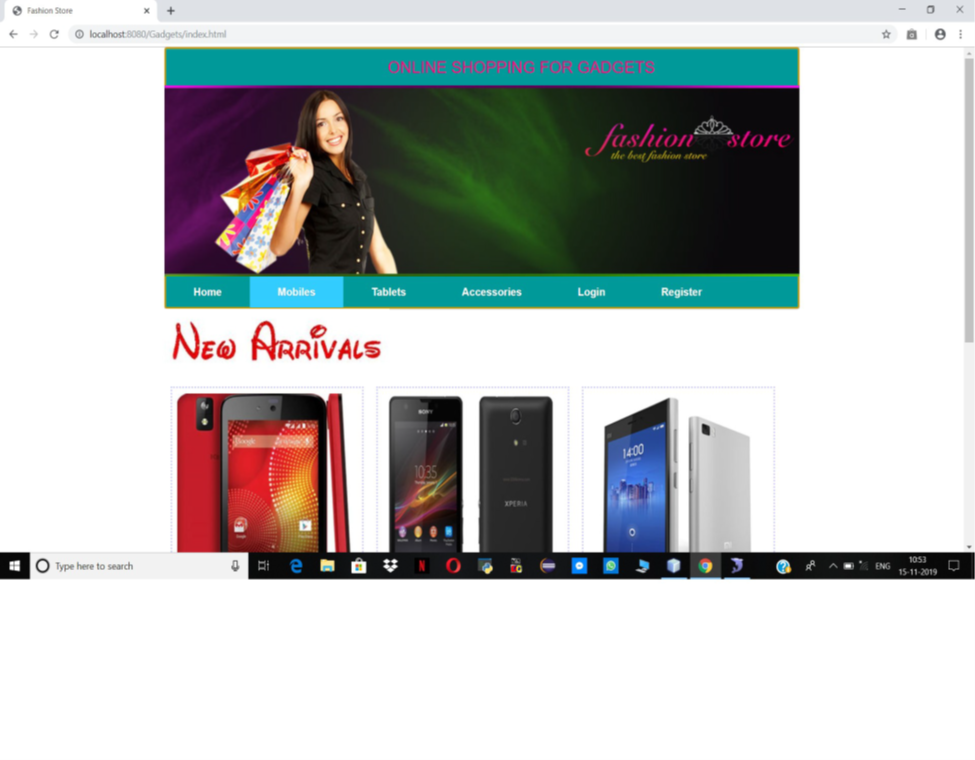 Fashion Store
localhost:8080/Gadgets/index.html
ONLINE SHOPPING FOR GADGETS
fashion store
the best fashion store
Home Mobiles Tablets Accessories Login Register
New Arrivals
Google
SONY
10:35
XPERIA
14:00
Type here to search
ENG
10:53
15-11-2019